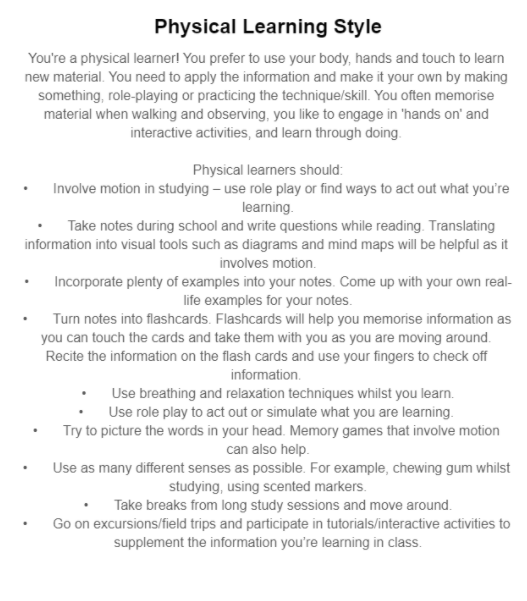 Physical Learning Style
You're a physical learner! You prefer to use your body, hands and touch to learn
new material. You need to apply the information and make it your own by making
something, role-playing or practicing the technique/skill. You often memorise
material when walking and observing, you like to engage in 'hands on' and
interactive activities, and learn through doing.
Physical learners should:
• Involve motion in studying – use role play or find ways to act out what you're
learning.
• Take notes during school and write questions while reading. Translating
information into visual tools such as diagrams and mind maps will be helpful as it
involves motion.
• Incorporate plenty of examples into your notes. Come up with your own real-
life examples for your notes.
• Turn notes into flashcards. Flashcards will help you memorise information as
you can touch the cards and take them with you as you are moving around.
Recite the information on the flash cards and use your fingers to check off
information.
• Use breathing and relaxation techniques whilst you learn.
• Use role play to act out or simulate what you are learning.
• Try to picture the words in your head. Memory games that involve motion
can also help.
• Use as many different senses as possible. For example, chewing gum whilst
studying, using scented markers.
• Take breaks from long study sessions and move around.
• Go on excursions/field trips and participate in tutorials/interactive activities to
supplement the information you're learning in class.